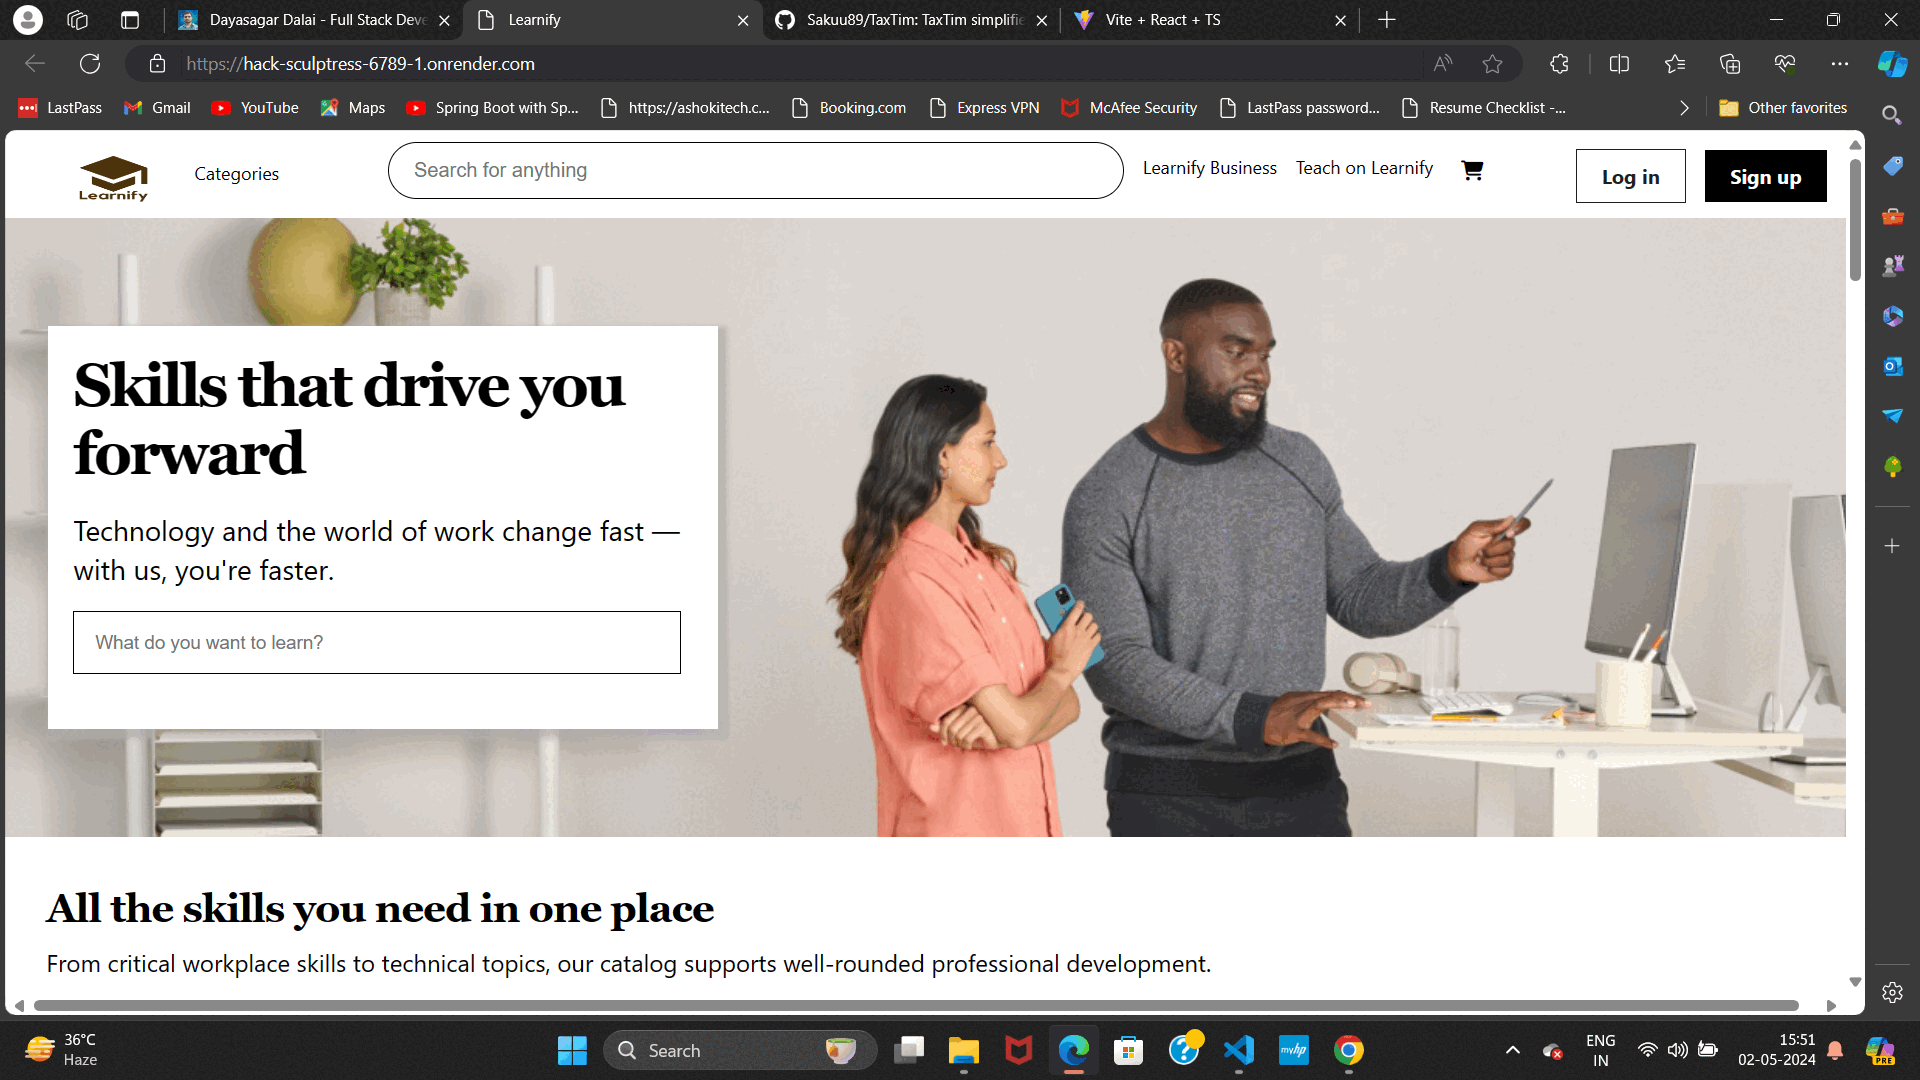 Dayasagar Dalai - Full Stack Deve
Learnify
Sakuu89/TaxTim: TaxTim simplifie
Vite + React + TS
https://hack-sculptress-6789-1.onrender.com
LastPass
Gmail
YouTube
Maps
Spring Boot with Sp...
https://ashokitech.c...
Booking.com
Express VPN
McAfee Security
LastPass password...
Resume Checklist -...
Other favorites
Learnify
Categories
Search for anything
Learnify Business
Teach on Learnify
Log in
Sign up
Skills that drive you
forward
Technology and the world of work change fast —
with us, you're faster.
What do you want to learn?
All the skills you need in one place
From critical workplace skills to technical topics, our catalog supports well-rounded professional development.
36°C
Haze
Search
myhp
ENG
IN
15:51
02-05-2024
PRE